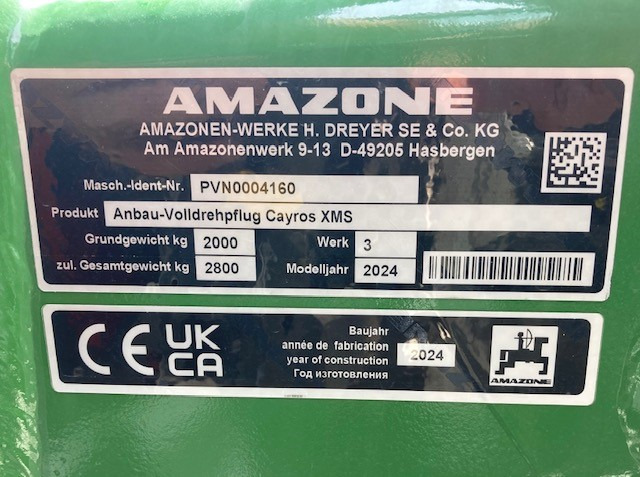 AMAZONE
AMAZONEN-WERKE H. DREYER SE & Co. KG
Am Amazonenwerk 9-13 D-49205 Hasbergen
Masch.-Ident-Nr. PVN0004160
Produkt Anbau-Volldrehpflug Cayros XMS
Grundgewicht kg 2000 Werk 3
zul. Gesamtgewicht kg 2800 Modelljahr 2024
CE UK CA
Baujahr
année de fabrication
year of construction 2024
Год изготовления
AMAZONE